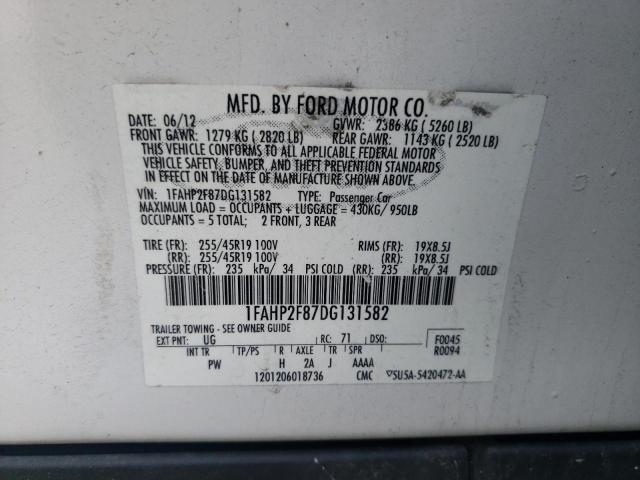 MFD. BY FORD MOTOR CO.
DATE: 06/12 GVWR: 2386 KG ( 5260 LB)
FRONT GAWR: 1279 KG ( 2820 LB) REAR GAWR: 1143 KG ( 2520 LB)
THIS VEHICLE CONFORMS TO ALL APPLICABLE FEDERAL MOTOR
VEHICLE SAFETY, BUMPER, AND THEFT PREVENTION STANDARDS
IN EFFECT ON THE DATE OF MANUFACTURE SHOWN ABOVE.
VIN: 1FAHP2F87DG131582 TYPE: Passenger Car
MAXIMUM LOAD = OCCUPANTS + LUGGAGE = 430KG/ 950LB
OCCUPANTS = 5 TOTAL; 2 FRONT, 3 REAR
TIRE (FR): 255/45R19 100V RIMS (FR): 19X8.5J
(RR): 255/45R19 100V (RR): 19X8.5J
PRESSURE (FR): 235 kPa/ 34 PSI COLD (RR): 235 kPa/ 34 PSI COLD
1FAHP2F87DG131582
TRAILER TOWING - SEE OWNER GUIDE
EXT PNT: UG RC: 71 DSO: F0045
INT TR TP/PS R AXLE TR SPR R0094
PW H 2A J AAAA
1201206018736 CMC ▽5U5A-5420472-AA